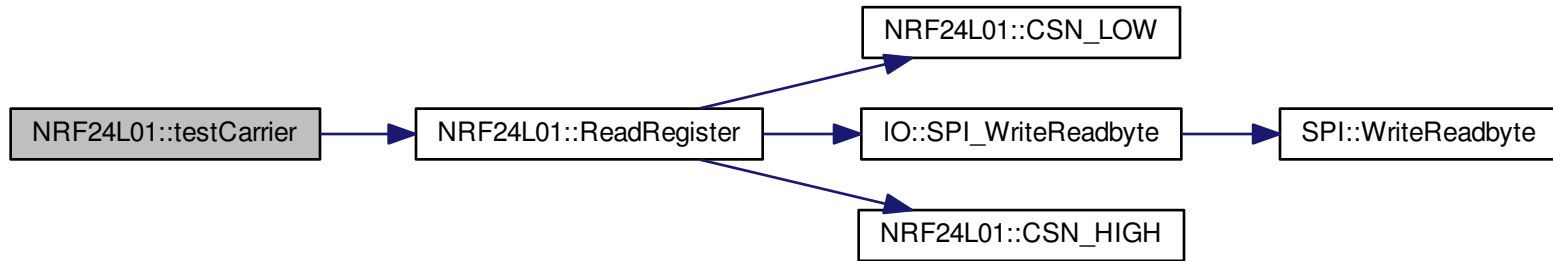 NRF24L01::testCarrier
NRF24L01::ReadRegister
NRF24L01::CSN_LOW
IO::SPI_WriteReadbyte
SPI::WriteReadbyte
NRF24L01::CSN_HIGH